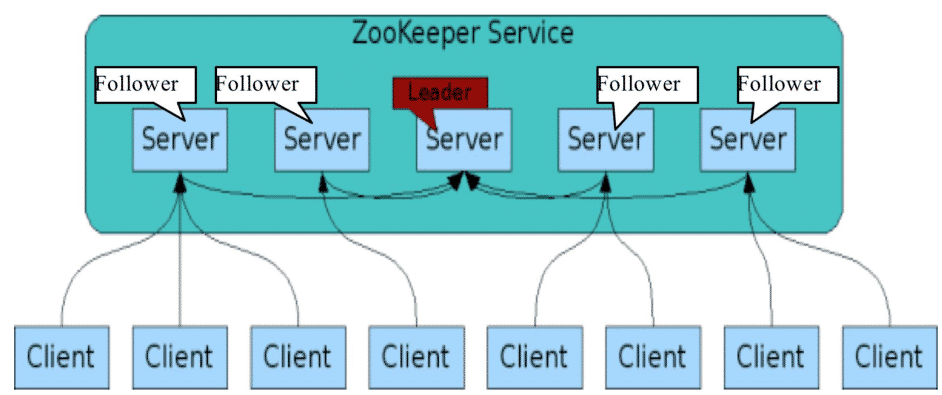 ZooKeeper Service
Follower
Follower
Leader
Follower
Follower
Server
Server
Server
Server
Server
Client
Client
Client
Client
Client
Client
Client
Client